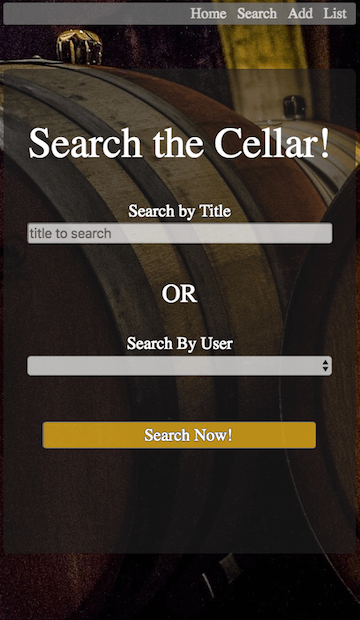 Home Search Add List
Search the Cellar!
Search by Title
title to search
OR
Search By User
Search Now!